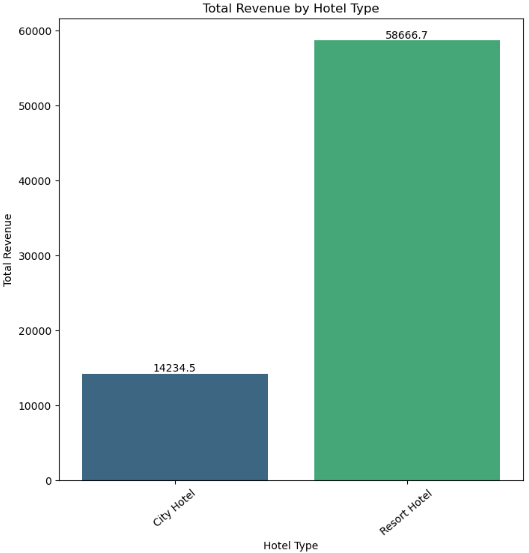 Total Revenue by Hotel Type
58666.7
60000
50000
40000
30000
20000
10000
0
Total Revenue
14234.5
City Hotel
Resort Hotel
Hotel Type